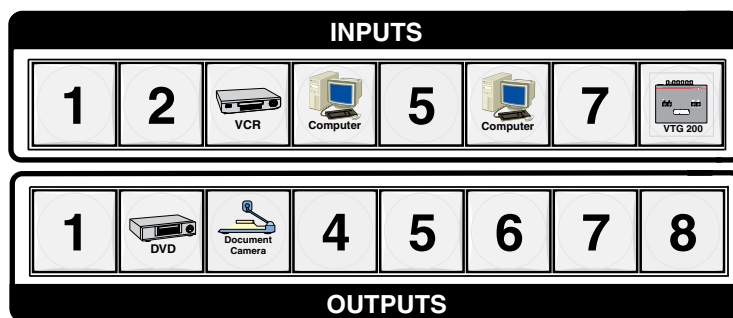 INPUTS
1 2 VCR Computer 5 Computer 7 VTG 200
1 DVD Document Camera 4 5 6 7 8
OUTPUTS